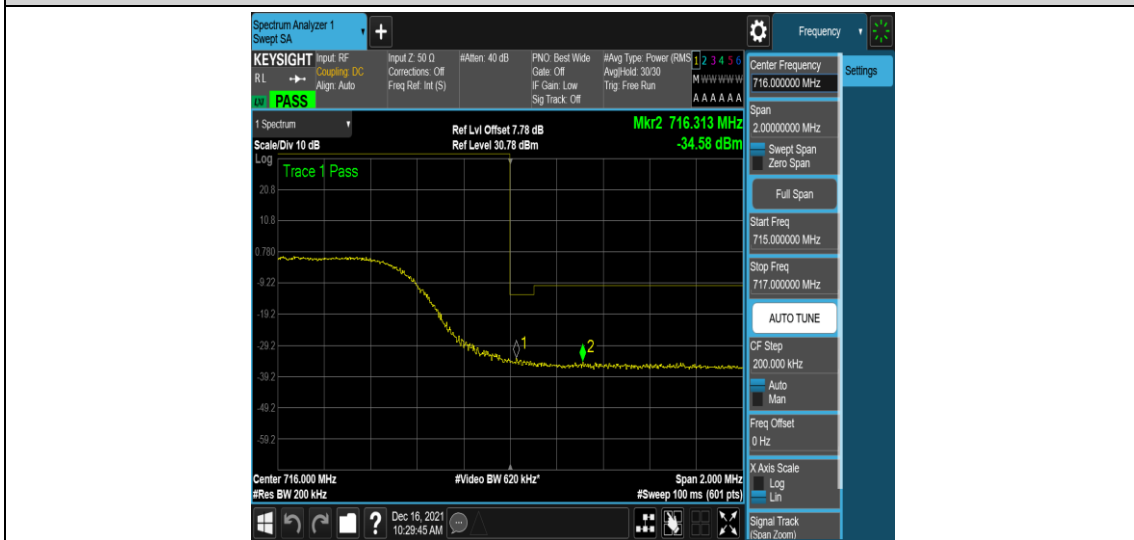 Spectrum Analyzer 1
Swept SA
+
Frequency
KEYSIGHT
RL
LXI
PASS
Input: RF
Coupling: DC
Align: Auto
Input Z: 50 Ω
Corrections: Off
Freq Ref: Int (S)
#Atten: 40 dB
PNO: Best Wide
Gate: Off
IF Gain: Low
Sig Track: Off
#Avg Type: Power (RMS
Avg|Hold: 30/30
Trig: Free Run
1 2 3 4 5 6
M W W W W W
A A A A A A
1 Spectrum
Scale/Div 10 dB
Ref Lvl Offset 7.78 dB
Ref Level 30.78 dBm
Mkr2 716.313 MHz
-34.58 dBm
Log
Trace 1 Pass
20.8
10.8
0.780
-9.22
-19.2
-29.2
-39.2
-49.2
-59.2
1
2
Center 716.000 MHz
#Res BW 200 kHz
#Video BW 620 kHz*
Span 2.000 MHz
#Sweep 100 ms (601 pts)
Center Frequency
716.000000 MHz
Settings
Span
2.00000000 MHz
Swept Span
Zero Span
Full Span
Start Freq
715.000000 MHz
Stop Freq
717.000000 MHz
AUTO TUNE
CF Step
200.000 kHz
Auto
Man
Freq Offset
0 Hz
X Axis Scale
Log
Lin
Signal Track
(Span Zoom)
?
Dec 16, 2021
10:29:45 AM